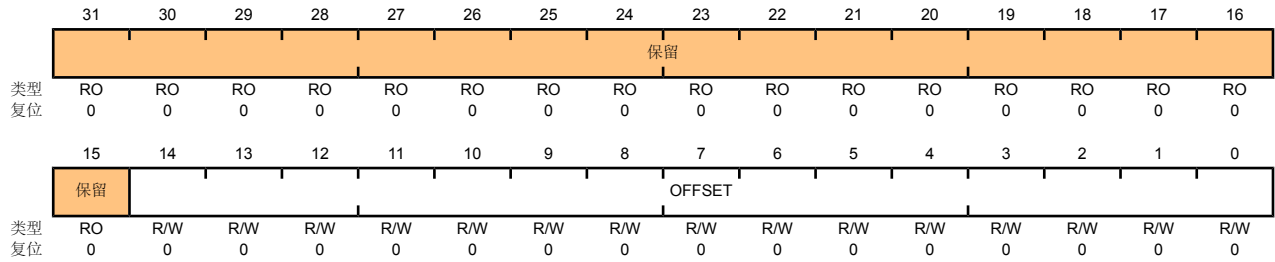 31 30 29 28 27 26 25 24 23 22 21 20 19 18 17 16
保留
类型 RO RO RO RO RO RO RO RO RO RO RO RO RO RO RO RO
复位 0 0 0 0 0 0 0 0 0 0 0 0 0 0 0 0
15 14 13 12 11 10 9 8 7 6 5 4 3 2 1 0
保留 OFFSET
类型 RO R/W R/W R/W R/W R/W R/W R/W R/W R/W R/W R/W R/W R/W R/W R/W
复位 0 0 0 0 0 0 0 0 0 0 0 0 0 0 0 0